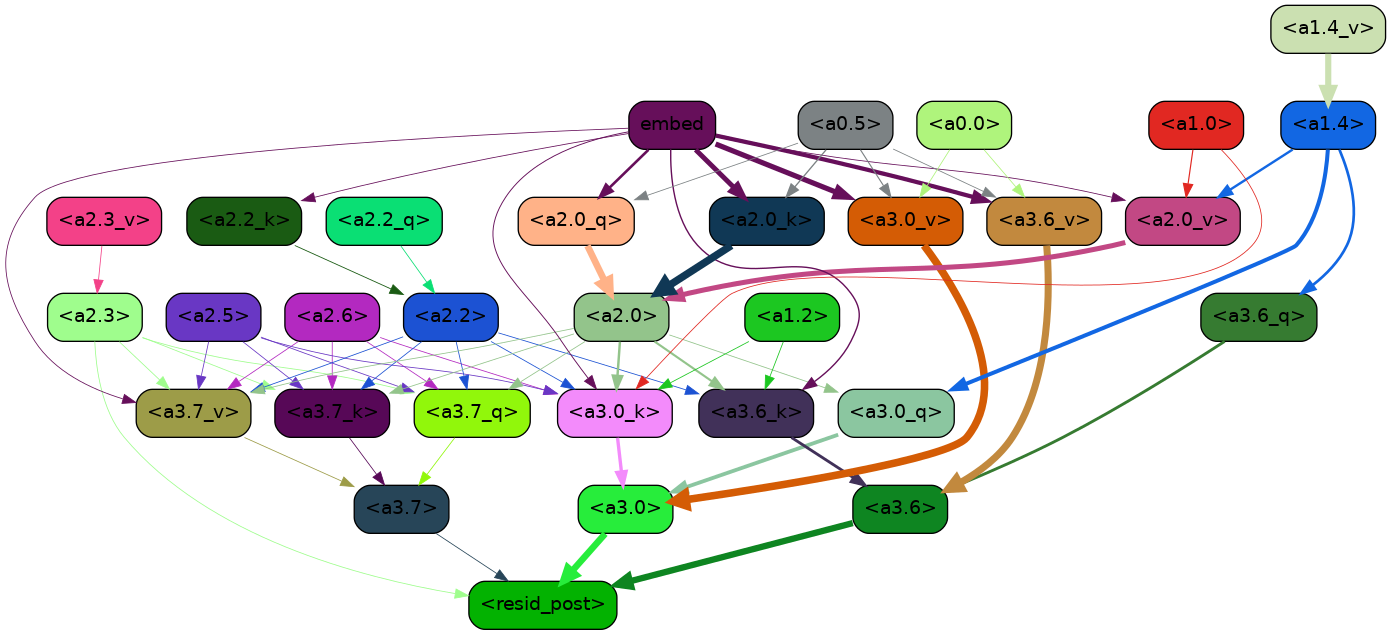 <a1.4_v>
embed <a0.5> <a0.0> <a1.0> <a1.4>
<a2.3_v> <a2.2_k> <a2.2_q> <a2.0_q> <a2.0_k> <a3.0_v> <a3.6_v> <a2.0_v>
<a2.3> <a2.5> <a2.6> <a2.2> <a2.0> <a1.2> <a3.6_q>
<a3.7_v> <a3.7_k> <a3.7_q> <a3.0_k> <a3.6_k> <a3.0_q>
<a3.7> <a3.0> <a3.6>
<resid_post>